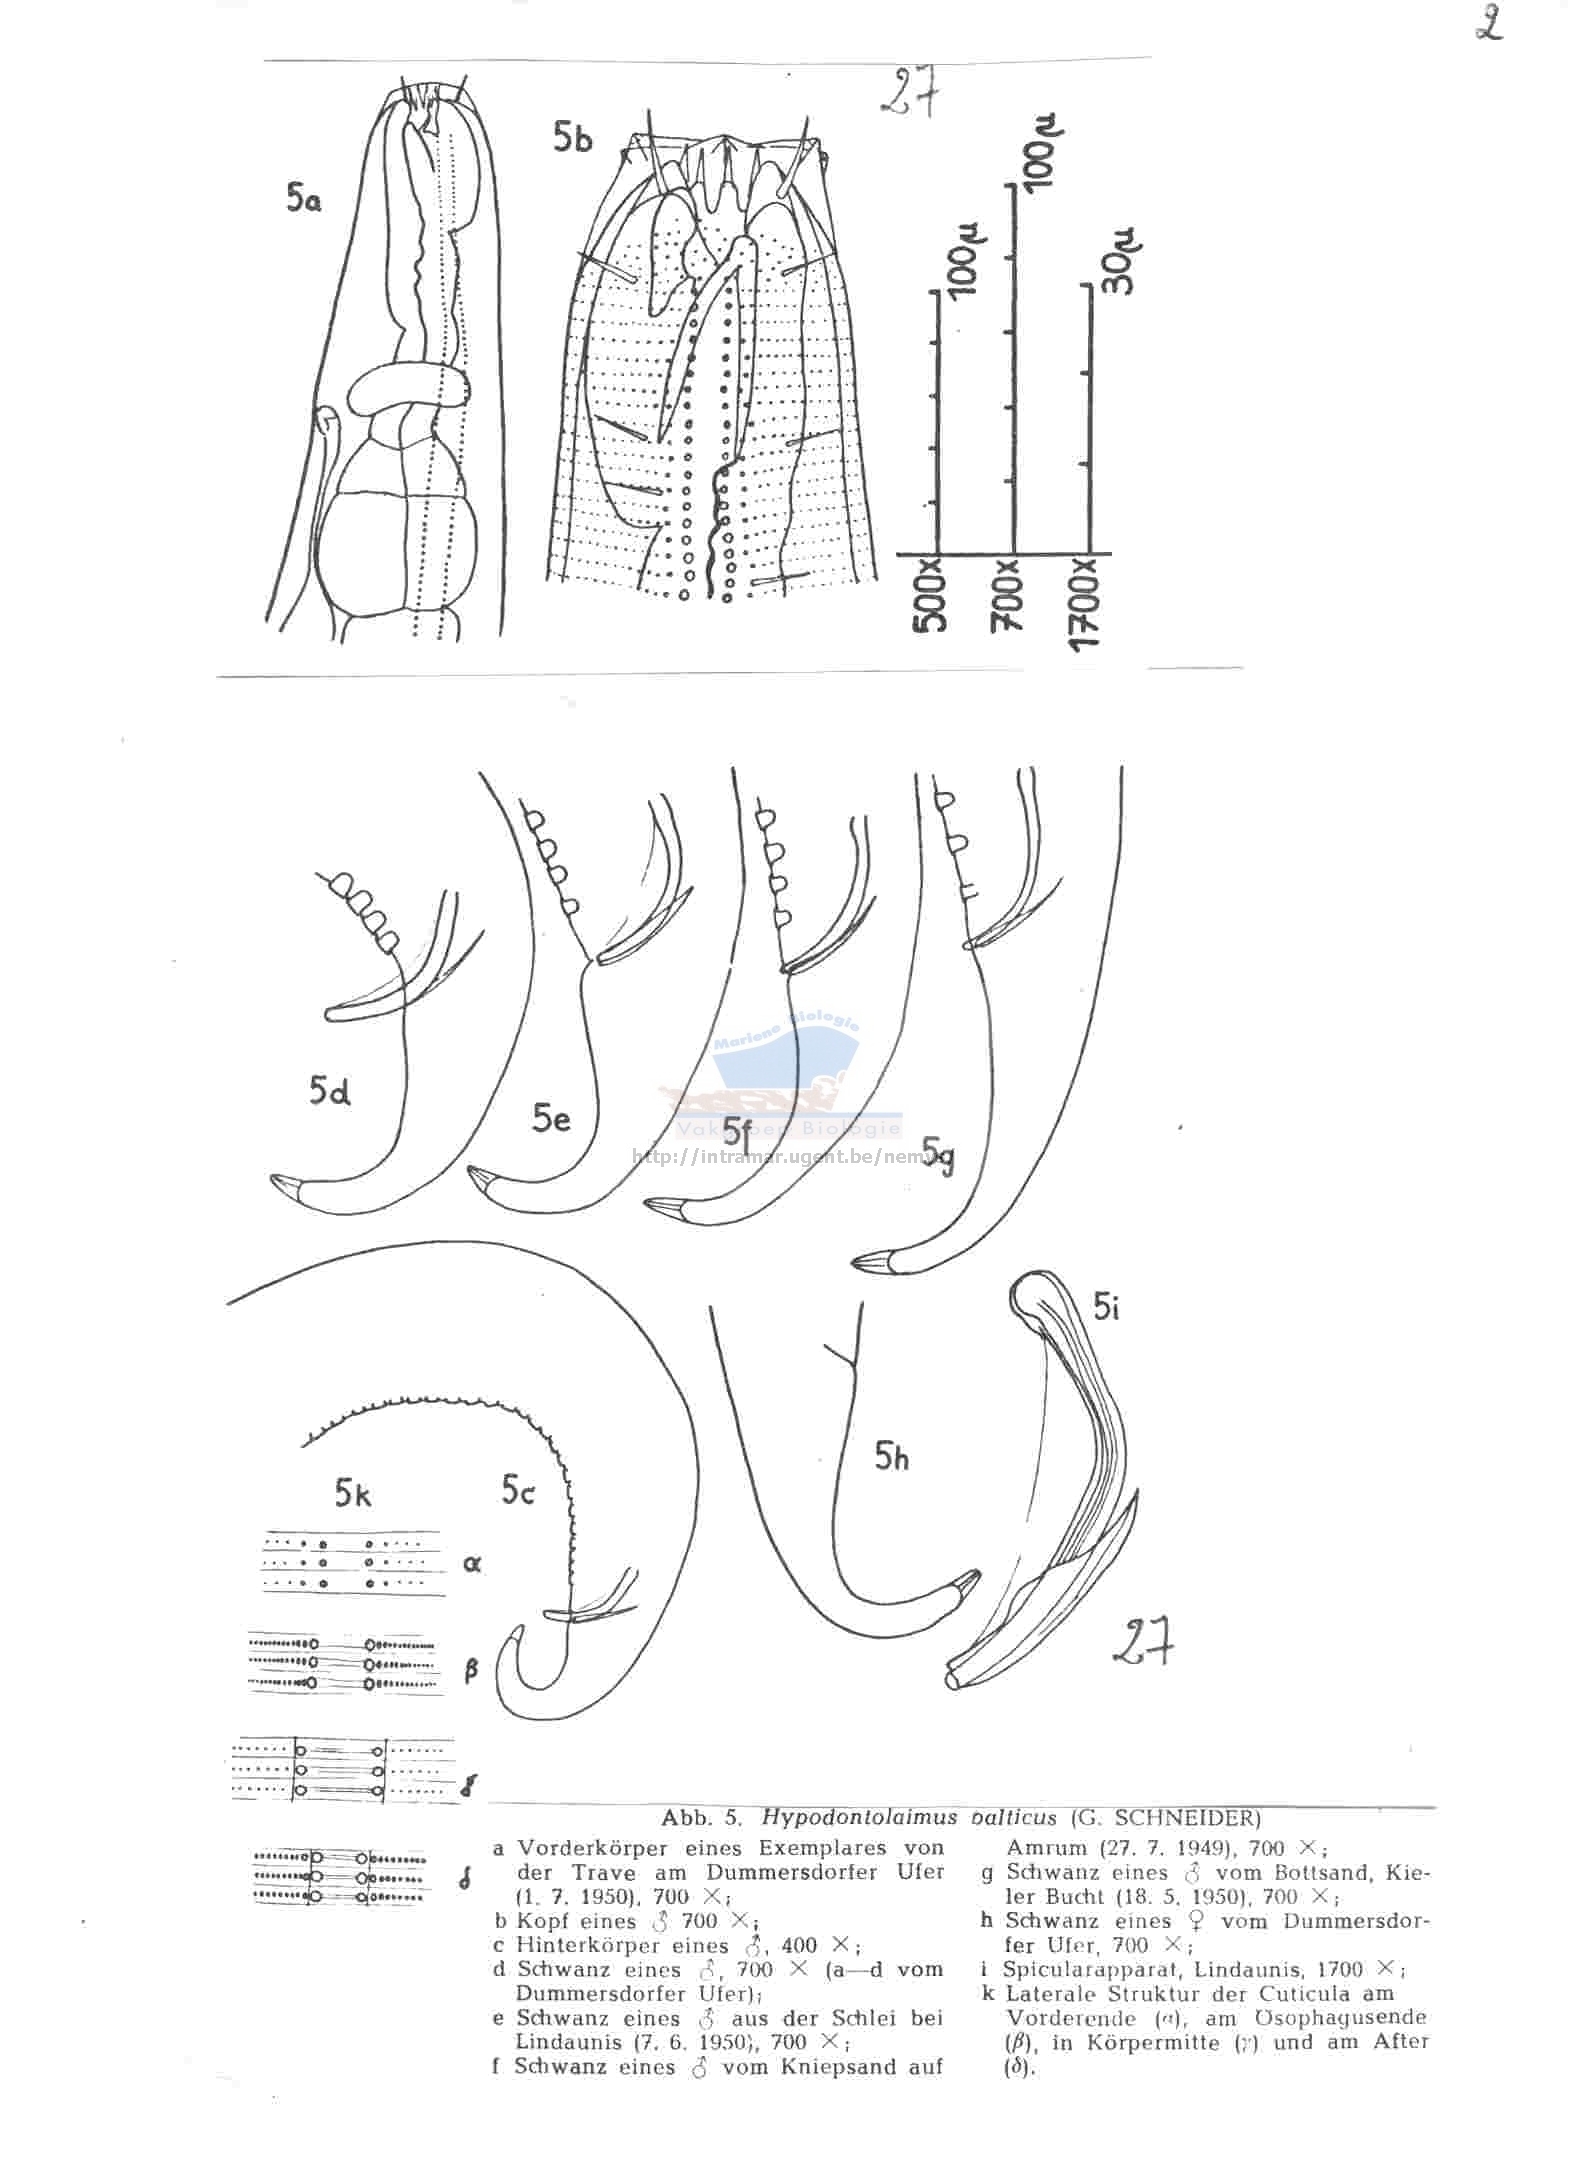 2
27
5a
5b
100µ
100µ
30µ
500x
700x
1700x
5d
5e
5f
5g
Mariene Biologie
Vakgroep Biologie
http://intramar.ugent.be/nemys
5i
5h
5k
5c
27
α
β
γ
δ
Abb. 5. Hypodontolaimus balticus (G. SCHNEIDER)
a Vorderkörper eines Exemplares von
der Trave am Dummersdorfer Ufer
(1. 7. 1950), 700 ×;
b Kopf eines ♂ 700 ×;
c Hinterkörper eines ♂, 400 ×;
d Schwanz eines ♂, 700 × (a—d vom
Dummersdorfer Ufer);
e Schwanz eines ♂ aus der Schlei bei
Lindaunis (7. 6. 1950), 700 ×;
f Schwanz eines ♂ vom Kniepsand auf
Amrum (27. 7. 1949), 700 ×;
g Schwanz eines ♂ vom Bottsand, Kie-
ler Bucht (18. 5. 1950), 700 ×;
h Schwanz eines ♀ vom Dummersdor-
fer Ufer, 700 ×;
i Spicularapparat, Lindaunis, 1700 ×;
k Laterale Struktur der Cuticula am
Vorderende (α), am Osophagusende
(β), in Körpermitte (γ) und am After
(δ).